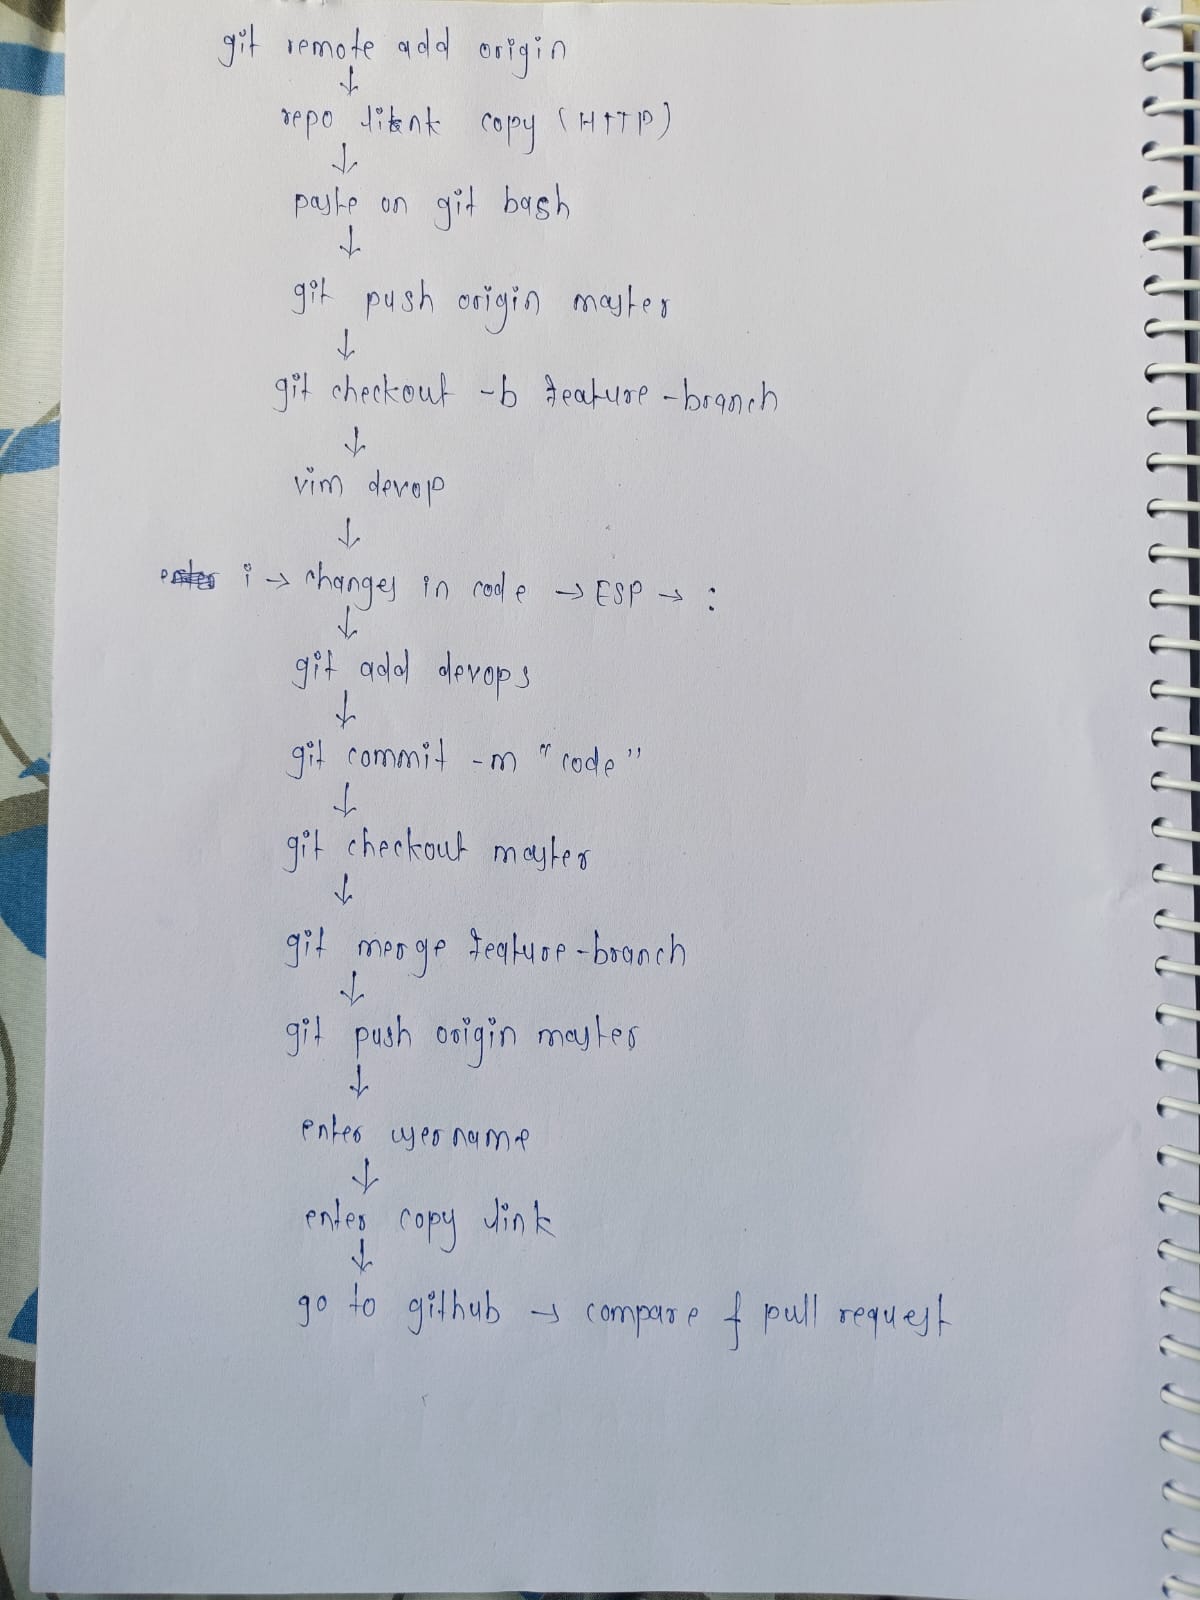 git remote add origin
↓
repo link copy (HTTP)
↓
paste on git bash
↓
git push origin master
↓
git checkout -b feature-branch
↓
vim devop
↓
i → changes in code → ESP → :
↓
git add devops
↓
git commit -m "code"
↓
git checkout master
↓
git merge feature-branch
↓
git push origin master
↓
enter username
↓
enter copy link
↓
go to github → compare & pull request